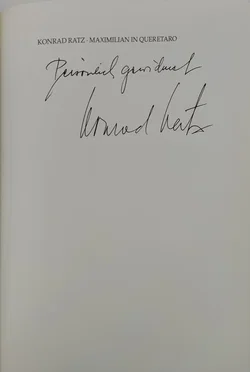 KONRAD RATZ · MAXIMILIAN IN QUERETARO
Persönlich gewidmet
Konrad Ratz